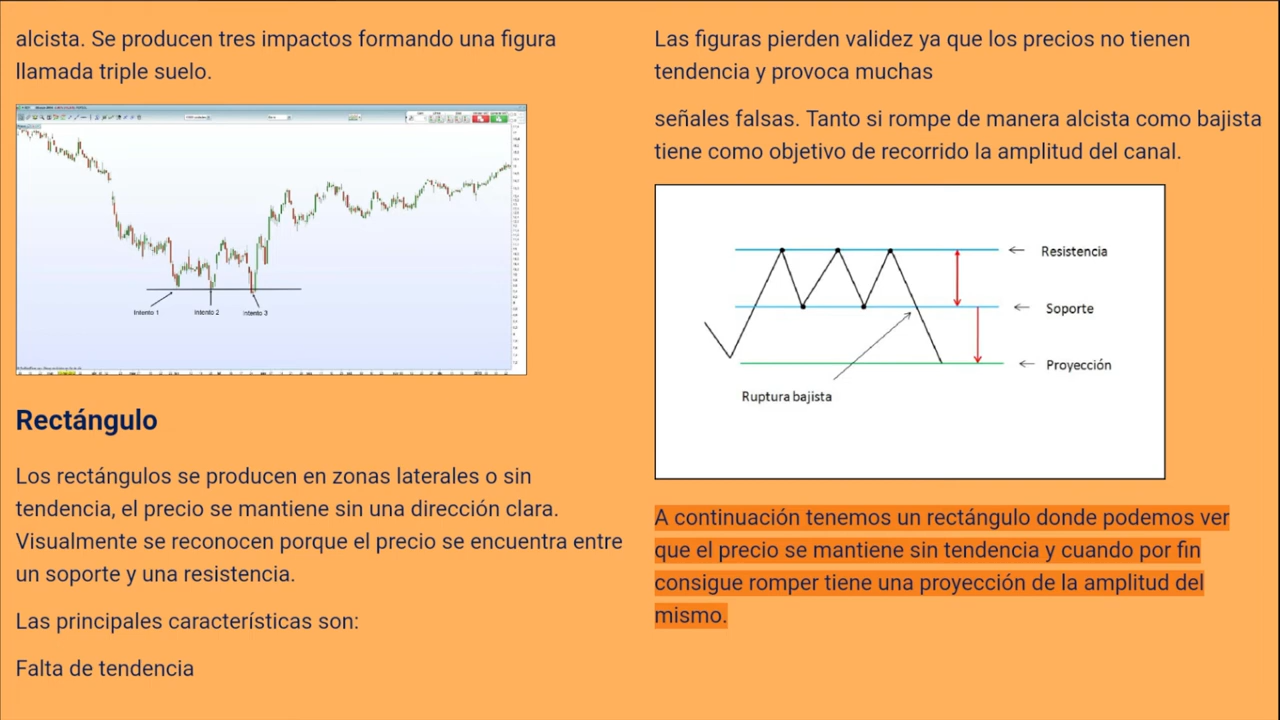 alcista. Se producen tres impactos formando una figura
llamada triple suelo.
Intento 1
Intento 2
Intento 3
Rectángulo
Los rectángulos se producen en zonas laterales o sin
tendencia, el precio se mantiene sin una dirección clara.
Visualmente se reconocen porque el precio se encuentra entre
un soporte y una resistencia.
Las principales características son:
Falta de tendencia
Las figuras pierden validez ya que los precios no tienen
tendencia y provoca muchas
señales falsas. Tanto si rompe de manera alcista como bajista
tiene como objetivo de recorrido la amplitud del canal.
Resistencia
Soporte
Proyección
Ruptura bajista
A continuación tenemos un rectángulo donde podemos ver
que el precio se mantiene sin tendencia y cuando por fin
consigue romper tiene una proyección de la amplitud del
mismo.